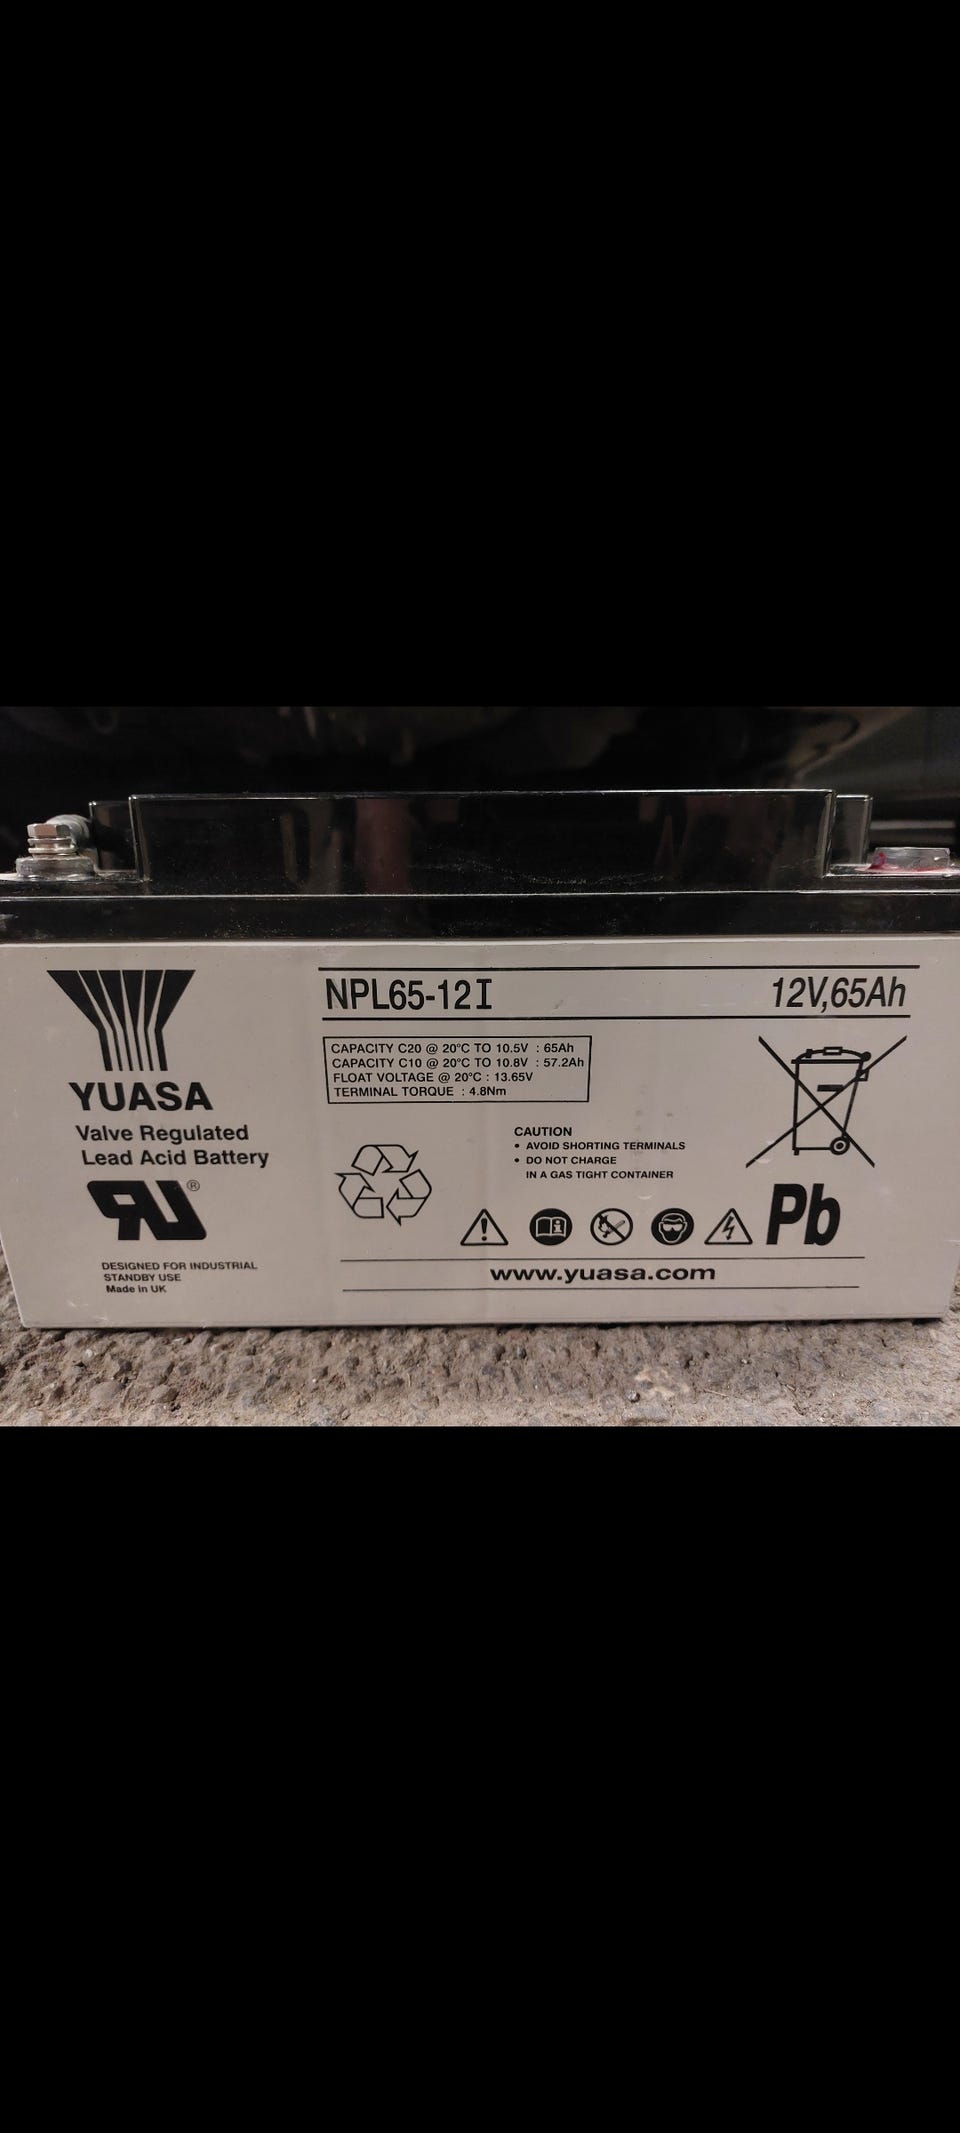 NPL65-12I
12V,65Ah
YUASA
Valve Regulated
Lead Acid Battery
RU®
DESIGNED FOR INDUSTRIAL
STANDBY USE
Made in UK
CAPACITY C20 @ 20°C TO 10.5V : 65Ah
CAPACITY C10 @ 20°C TO 10.8V : 57.2Ah
FLOAT VOLTAGE @ 20°C : 13.65V
TERMINAL TORQUE : 4.8Nm
CAUTION
• AVOID SHORTING TERMINALS
• DO NOT CHARGE
IN A GAS TIGHT CONTAINER
Pb
www.yuasa.com